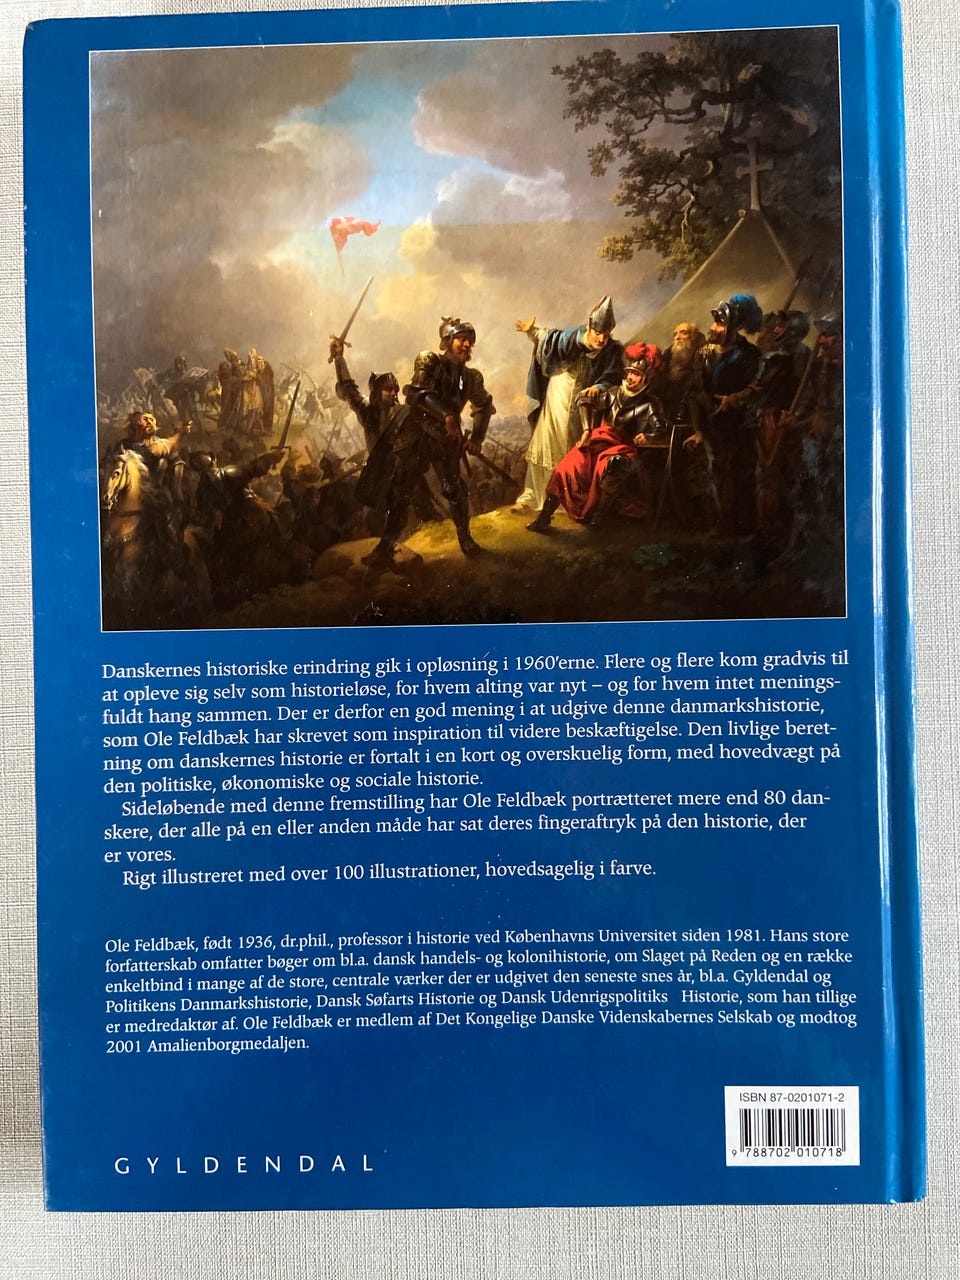 Danskernes historiske erindring gik i opløsning i 1960'erne. Flere og flere kom gradvis til
at opleve sig selv som historieløse, for hvem alting var nyt – og for hvem intet menings-
fuldt hang sammen. Der er derfor en god mening i at udgive denne danmarkshistorie,
som Ole Feldbæk har skrevet som inspiration til videre beskæftigelse. Den livlige beret-
ning om danskernes historie er fortalt i en kort og overskuelig form, med hovedvægt på
den politiske, økonomiske og sociale historie.
Sideløbende med denne fremstilling har Ole Feldbæk portrætteret mere end 80 dan-
skere, der alle på en eller anden måde har sat deres fingeraftryk på den historie, der
er vores.
Rigt illustreret med over 100 illustrationer, hovedsagelig i farve.
Ole Feldbæk, født 1936, dr.phil., professor i historie ved Københavns Universitet siden 1981. Hans store
forfatterskab omfatter bøger om bl.a. dansk handels- og kolonihistorie, om Slaget på Reden og en række
enkeltbind i mange af de store, centrale værker der er udgivet den seneste snes år, bl.a. Gyldendal og
Politikens Danmarkshistorie, Dansk Søfarts Historie og Dansk Udenrigspolitiks Historie, som han tillige
er medredaktør af. Ole Feldbæk er medlem af Det Kongelige Danske Videnskabernes Selskab og modtog
2001 Amalienborgmedaljen.
ISBN 87-0201071-2
9 788702 010718
GYLDENDAL